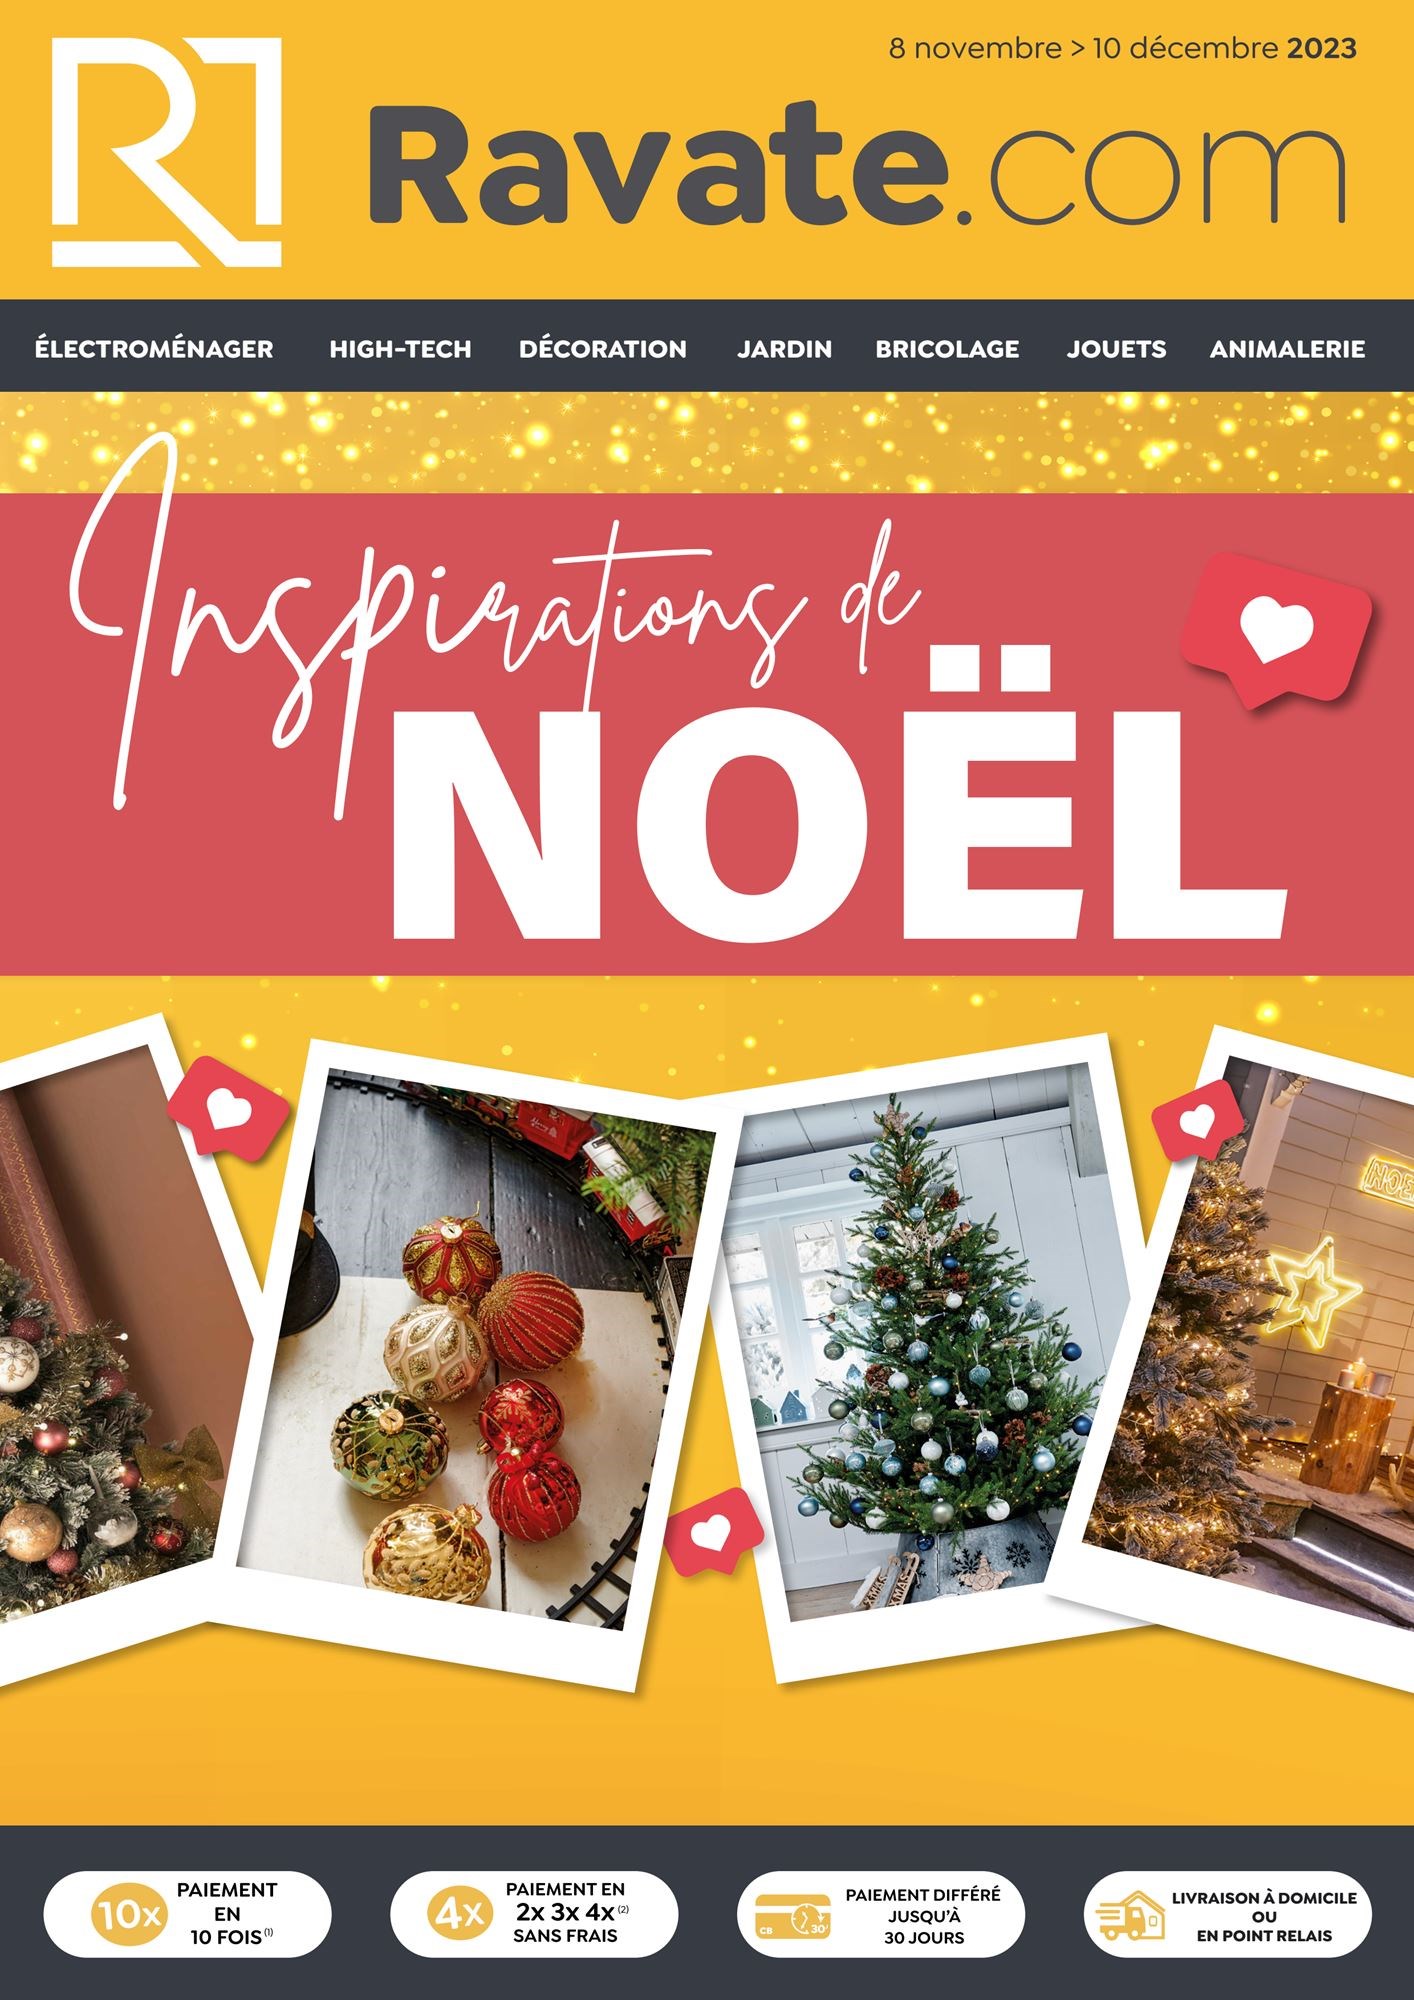 8 novembre > 10 décembre 2023
Ravate.com
ÉLECTROMÉNAGER HIGH-TECH DÉCORATION JARDIN BRICOLAGE JOUETS ANIMALERIE
Inspirations de
NOËL
XMAS
XMAS
10x
PAIEMENT
EN
10 FOIS(1)
4x
PAIEMENT EN
2x 3x 4x(2)
SANS FRAIS
CB
30
PAIEMENT DIFFÉRÉ
JUSQU'À
30 JOURS
LIVRAISON À DOMICILE
OU
EN POINT RELAIS